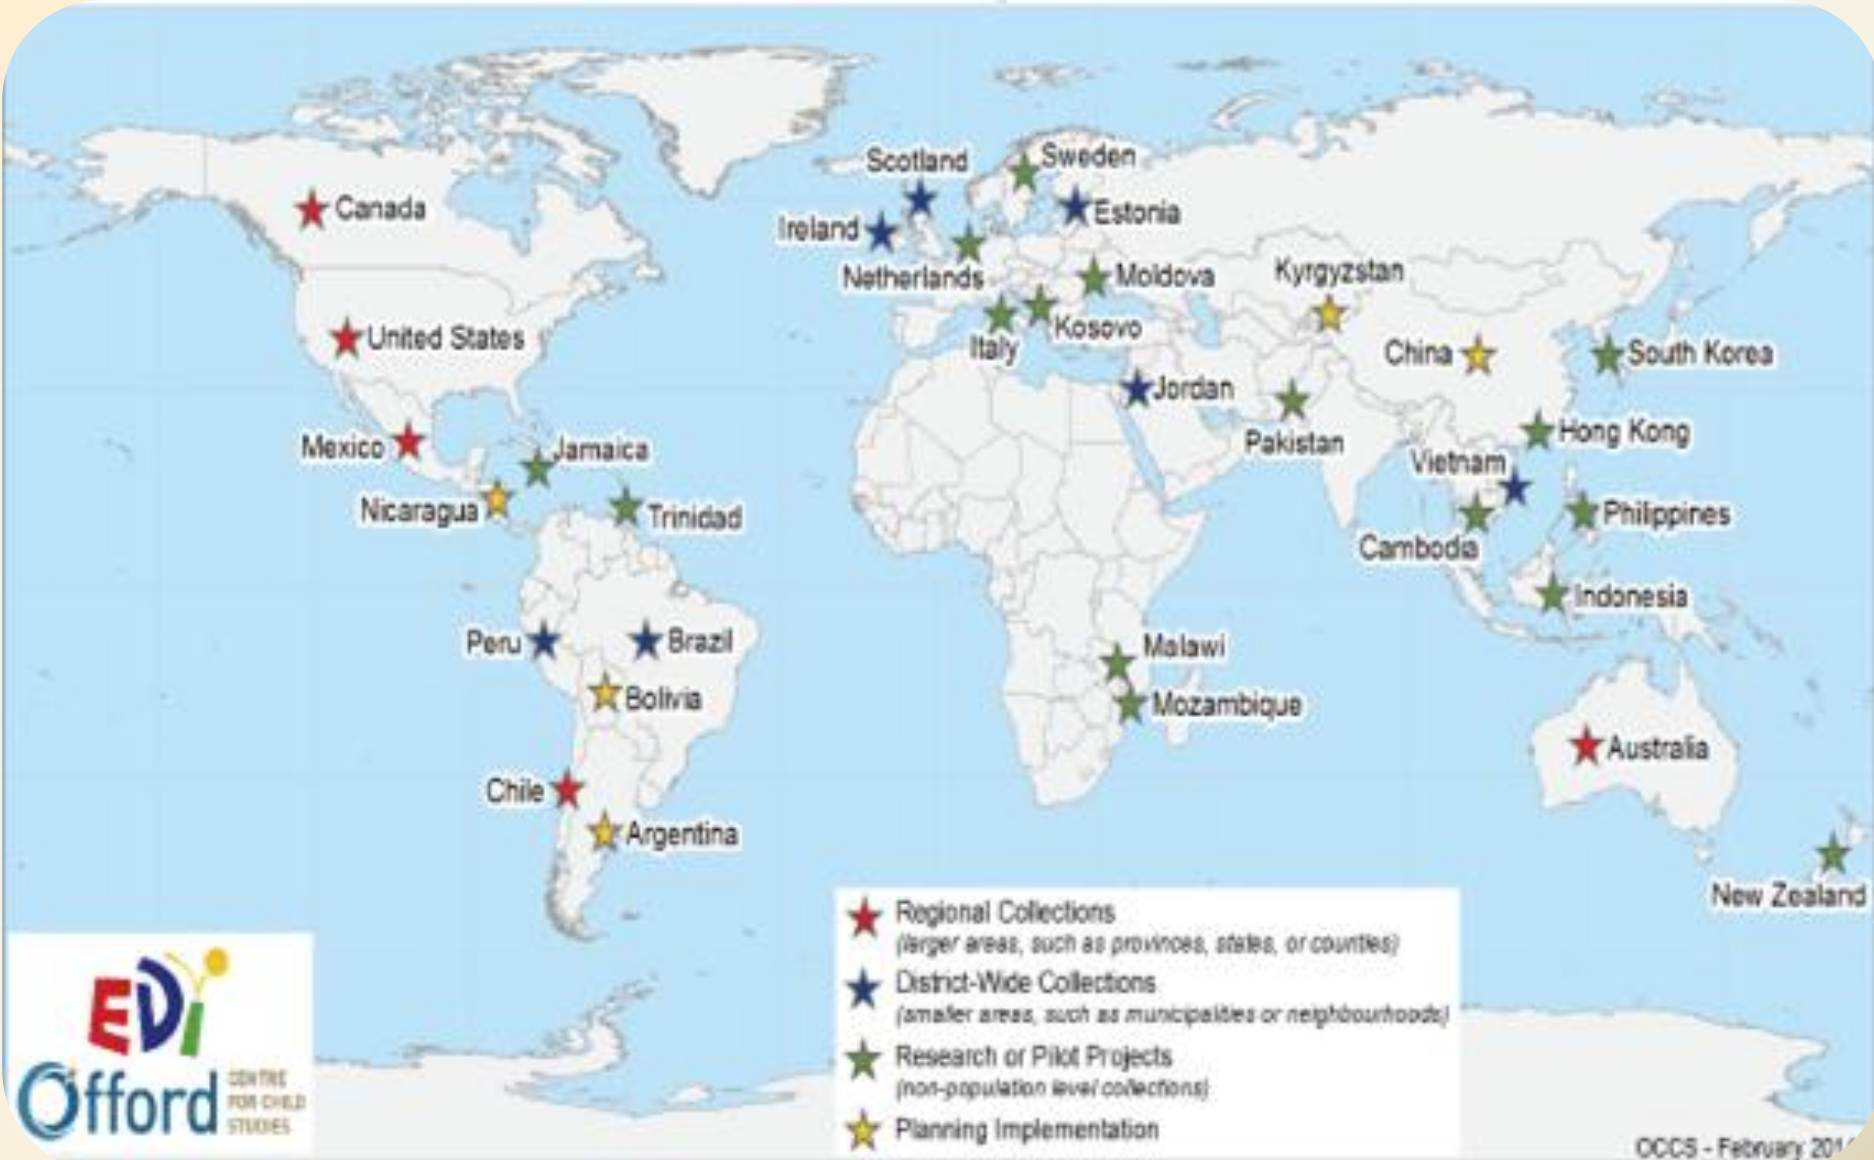 Scotland
Sweden
Canada
Ireland
Estonia
Netherlands
Moldova
Kyrgyzstan
United States
Kosovo
Italy
China
South Korea
Jordan
Pakistan
Hong Kong
Mexico
Jamaica
Vietnam
Nicaragua
Trinidad
Philippines
Cambodia
Indonesia
Peru
Brazil
Malawi
Bolivia
Mozambique
Australia
Chile
Argentina
New Zealand
Regional Collections
(larger areas, such as provinces, states, or counties)
District-Wide Collections
(smaller areas, such as municipalities or neighbourhoods)
Research or Pilot Projects
(non-population level collections)
Planning Implementation
EDI
Offord
CENTRE
FOR CHILD
STUDIES
OCCS - February